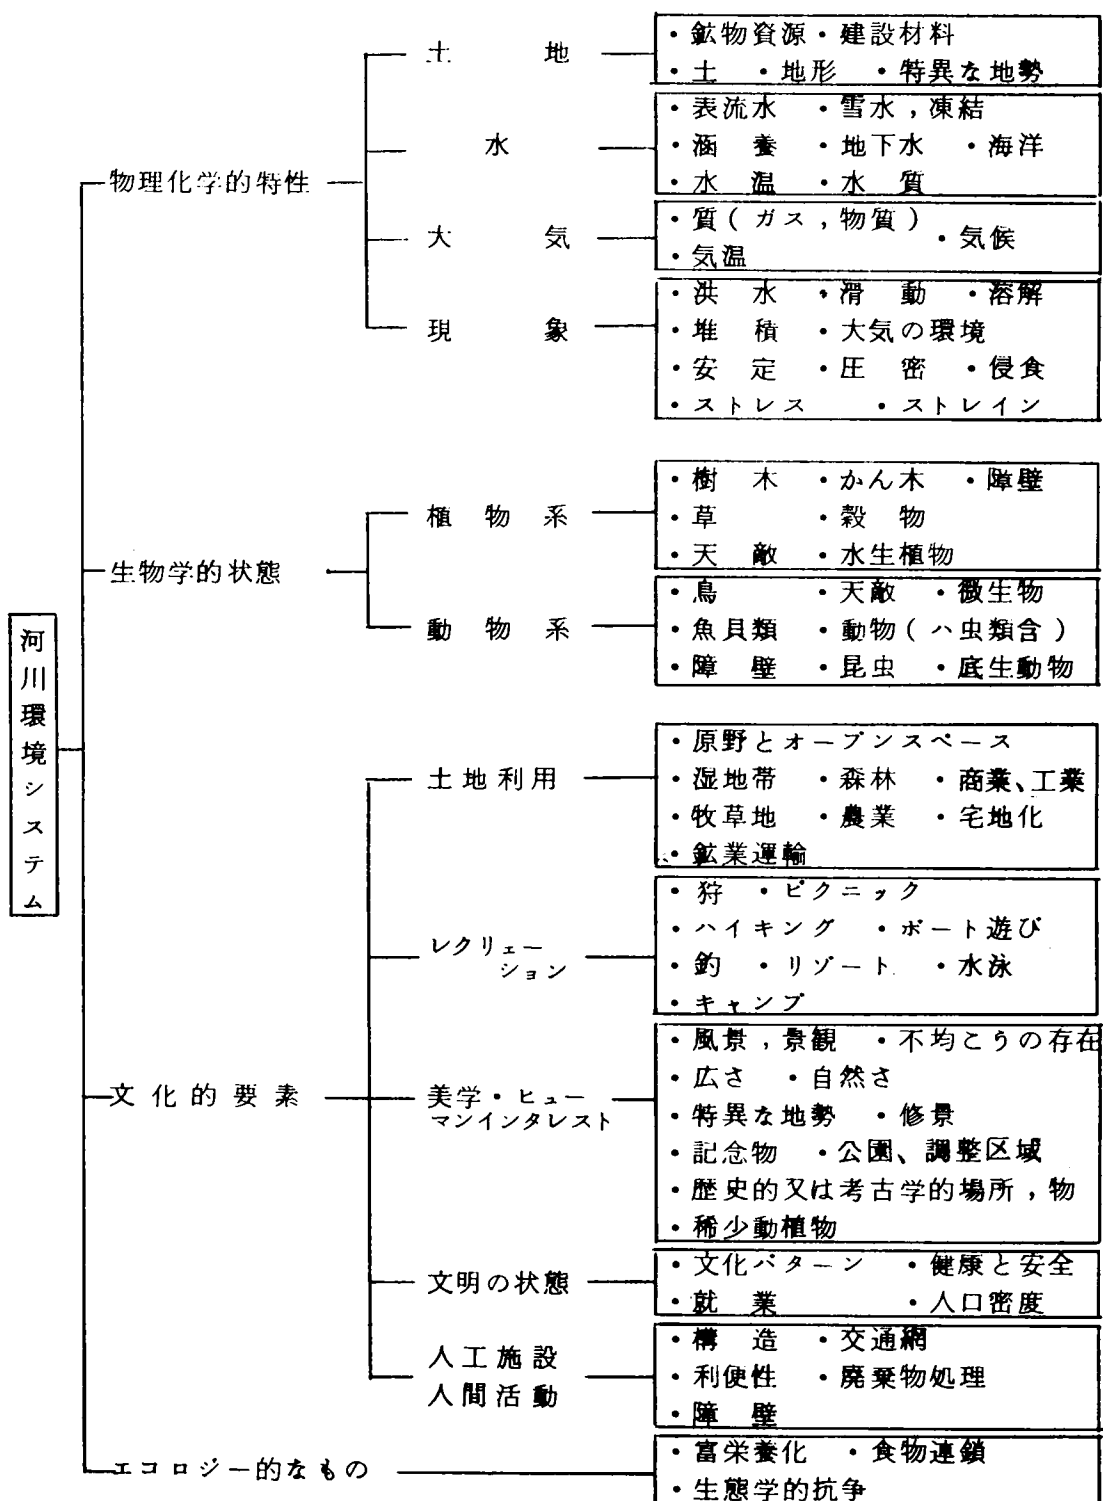 河川環境システム
物理化学的特性
土 地
・鉱物資源・建設材料
・土 ・地形 ・特異な地勢
水
・表流水 ・雪水,凍結
・涵 養 ・地下水 ・海洋
・水 温 ・水 質
大 気
・質(ガス,物質)
・気候
・気温
現 象
・洪 水 ・滑 動 ・溶解
・堆 積 ・大気の環境
・安 定 ・圧 密 ・侵食
・ストレス ・ストレイン
生物学的状態
植 物 系
・樹 木 ・かん木 ・障壁
・草 ・穀 物
・天 敵 ・水生植物
動 物 系
・鳥 ・天敵 ・微生物
・魚貝類 ・動物(ハ虫類含)
・障 壁 ・昆虫 ・底生動物
文化的要素
土地利用
・原野とオープンスペース
・湿地帯 ・森林 ・商業、工業
・牧草地 ・農業 ・宅地化
・鉱業運輸
レクリェー
ション
・狩 ・ピクニック
・ハイキング ・ボート遊び
・釣 ・リゾート ・水泳
・キャンプ
美学・ヒュー
マンインタレスト
・風景,景観 ・不均こうの存在
・広さ ・自然さ
・特異な地勢 ・修景
・記念物 ・公園、調整区域
・歴史的又は考古学的場所,物
・稀少動植物
文明の状態
・文化パターン ・健康と安全
・就 業 ・人口密度
人工施設
人間活動
・構 造 ・交通網
・利便性 ・廃棄物処理
・障 壁
エコロジー的なもの
・富栄養化 ・食物連鎖
・生態学的抗争